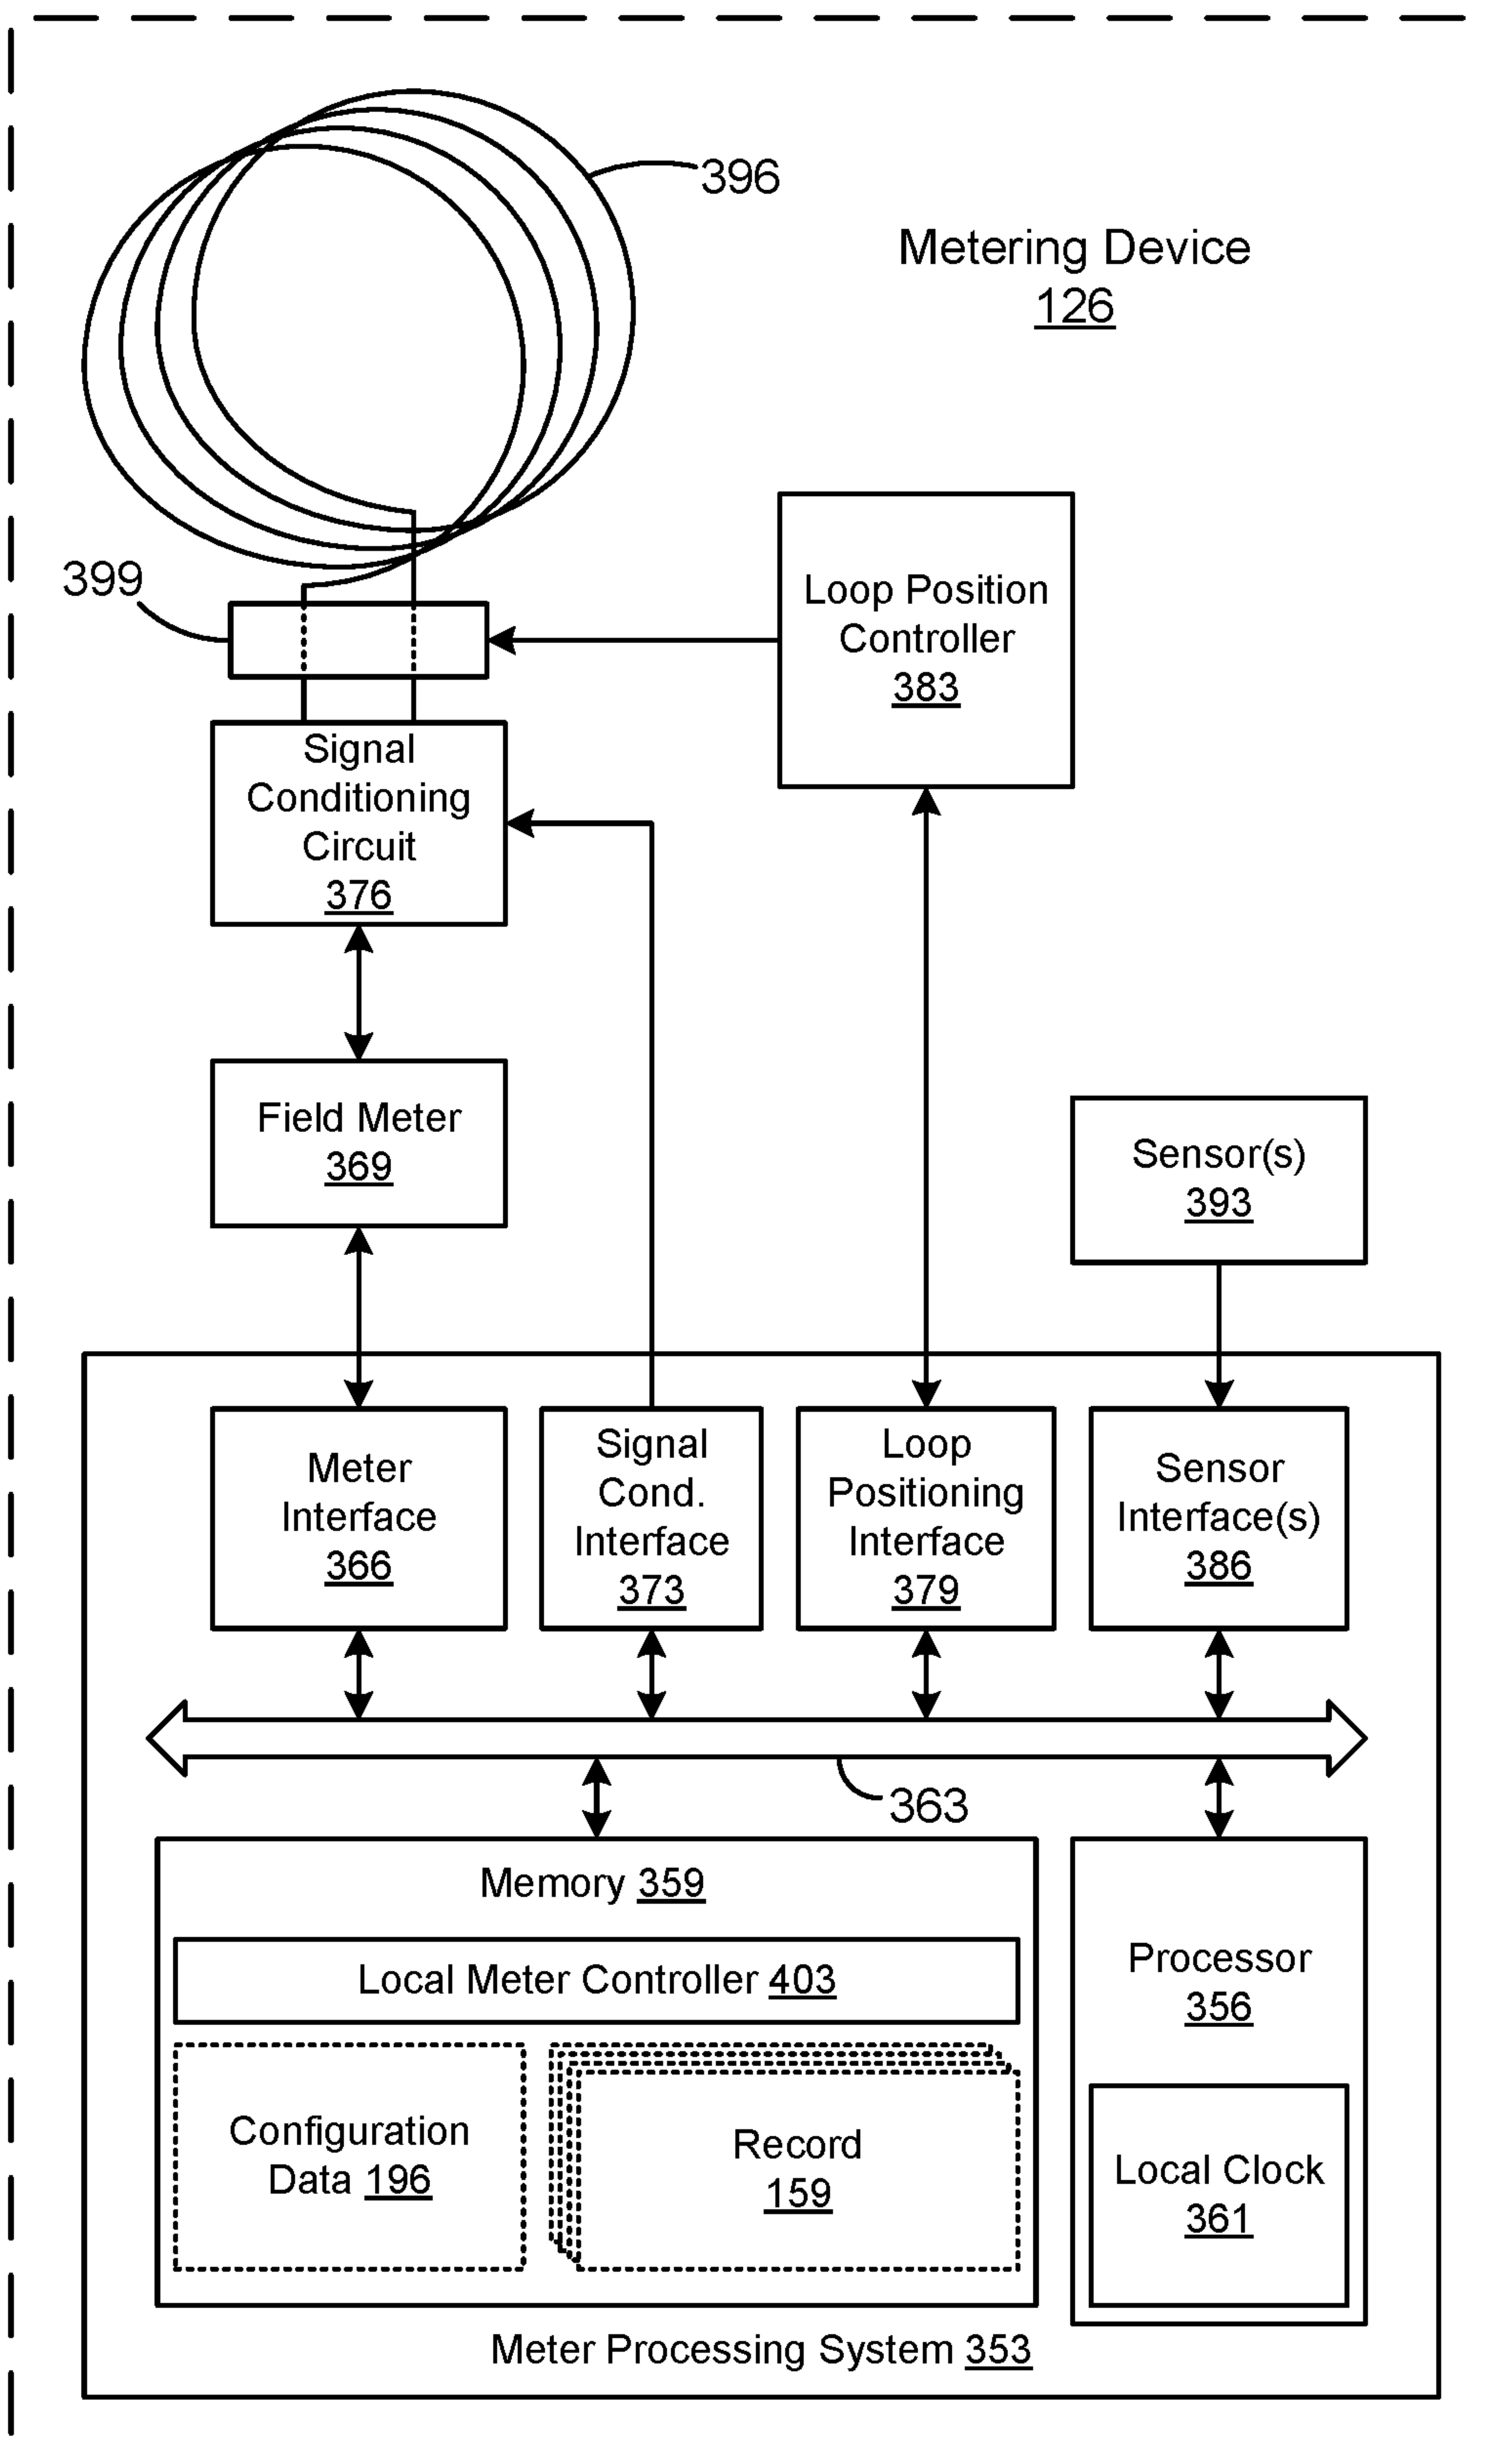 396
Metering Device
126
399
Loop Position
Controller
383
Signal
Conditioning
Circuit
376
Field Meter
369
Sensor(s)
393
Meter
Interface
366
Signal
Cond.
Interface
373
Loop
Positioning
Interface
379
Sensor
Interface(s)
386
363
Memory 359
Local Meter Controller 403
Configuration
Data 196
Record
159
Processor
356
Local Clock
361
Meter Processing System 353